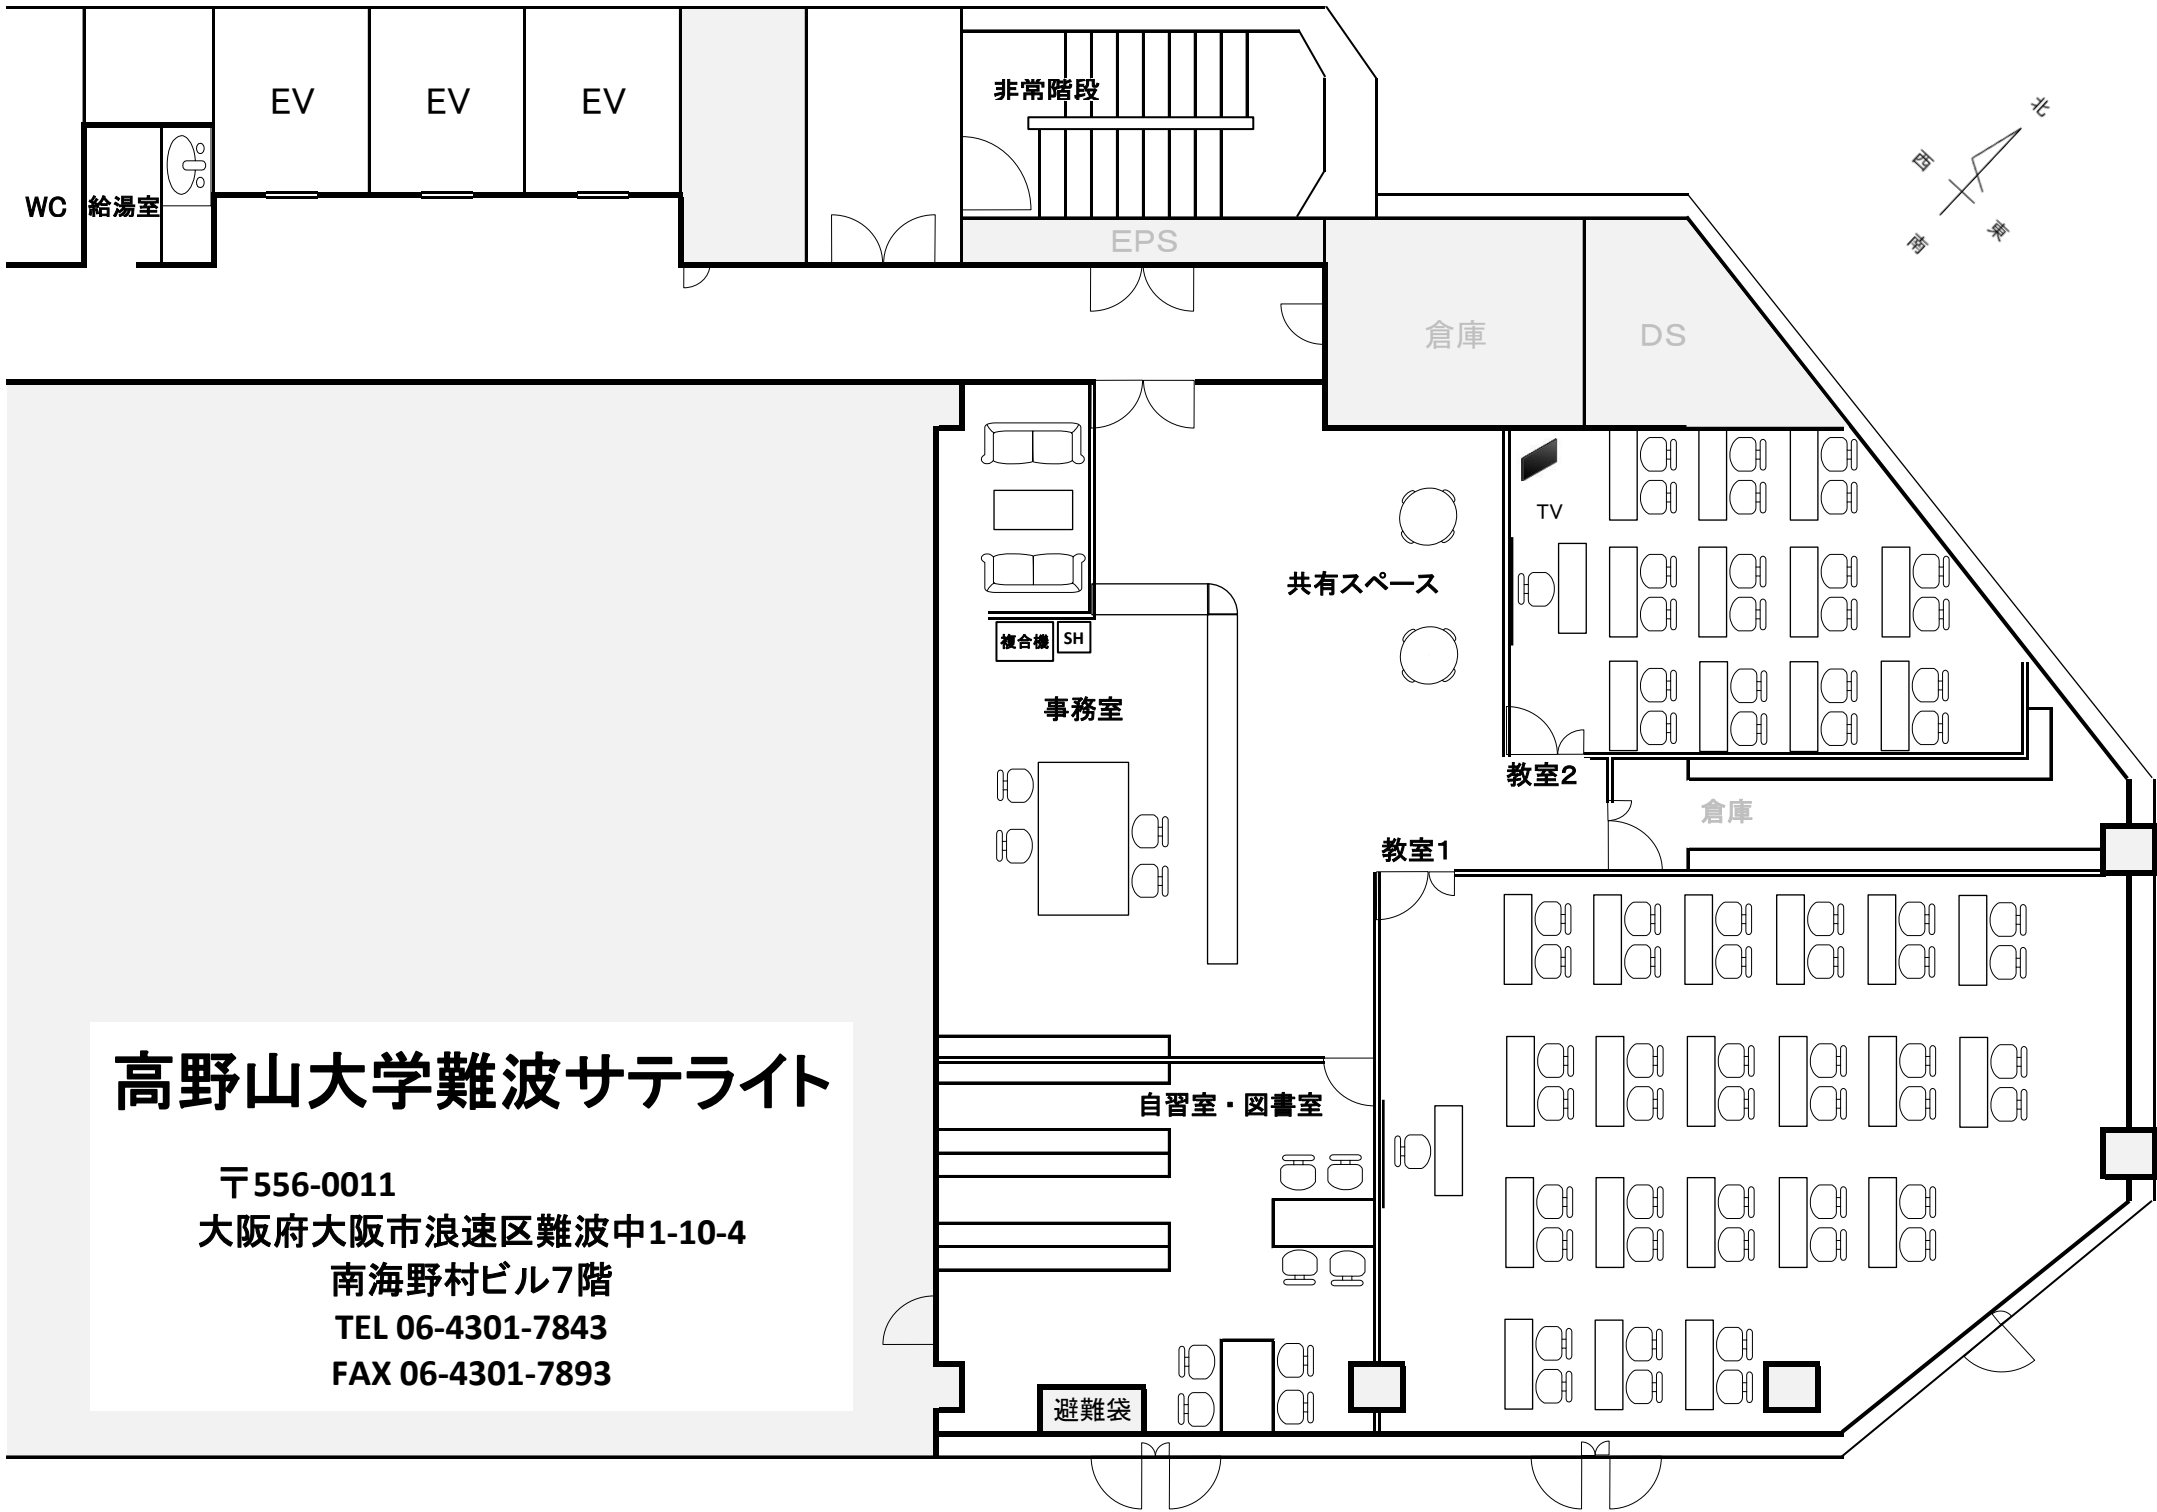 EV
EV
EV
非常階段
北
西
東
南
WC
給湯室
EPS
倉庫
DS
TV
共有スペース
複合機
SH
事務室
教室2
倉庫
教室1
高野山大学難波サテライト
自習室・図書室
〒556-0011
大阪府大阪市浪速区難波中1-10-4
南海野村ビル7階
TEL 06-4301-7843
FAX 06-4301-7893
避難袋